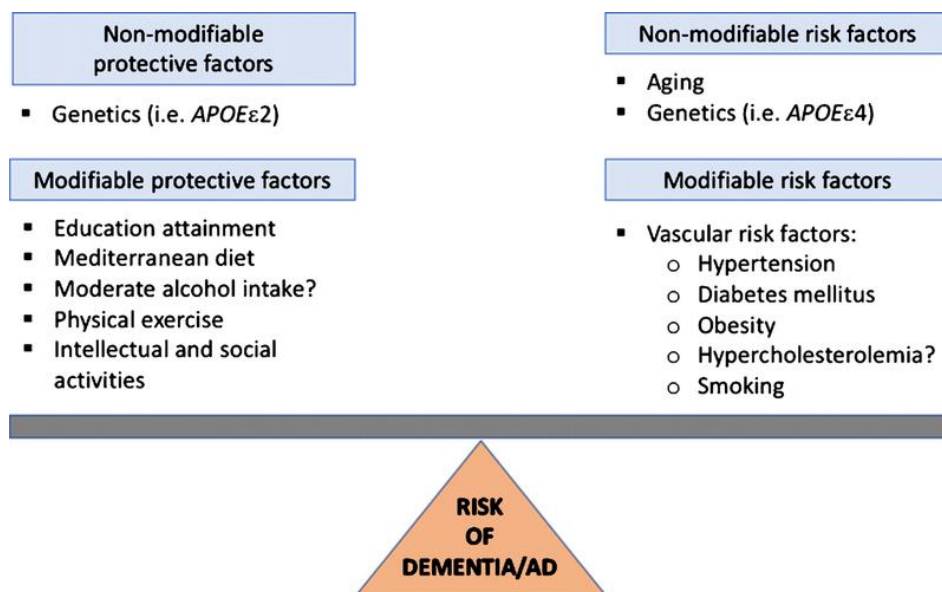 Non-modifiable
protective factors
▪ Genetics (i.e. APOEε2)
Modifiable protective factors
▪ Education attainment
▪ Mediterranean diet
▪ Moderate alcohol intake?
▪ Physical exercise
▪ Intellectual and social
activities
Non-modifiable risk factors
▪ Aging
▪ Genetics (i.e. APOEε4)
Modifiable risk factors
▪ Vascular risk factors:
o Hypertension
o Diabetes mellitus
o Obesity
o Hypercholesterolemia?
o Smoking
RISK
OF
DEMENTIA/AD